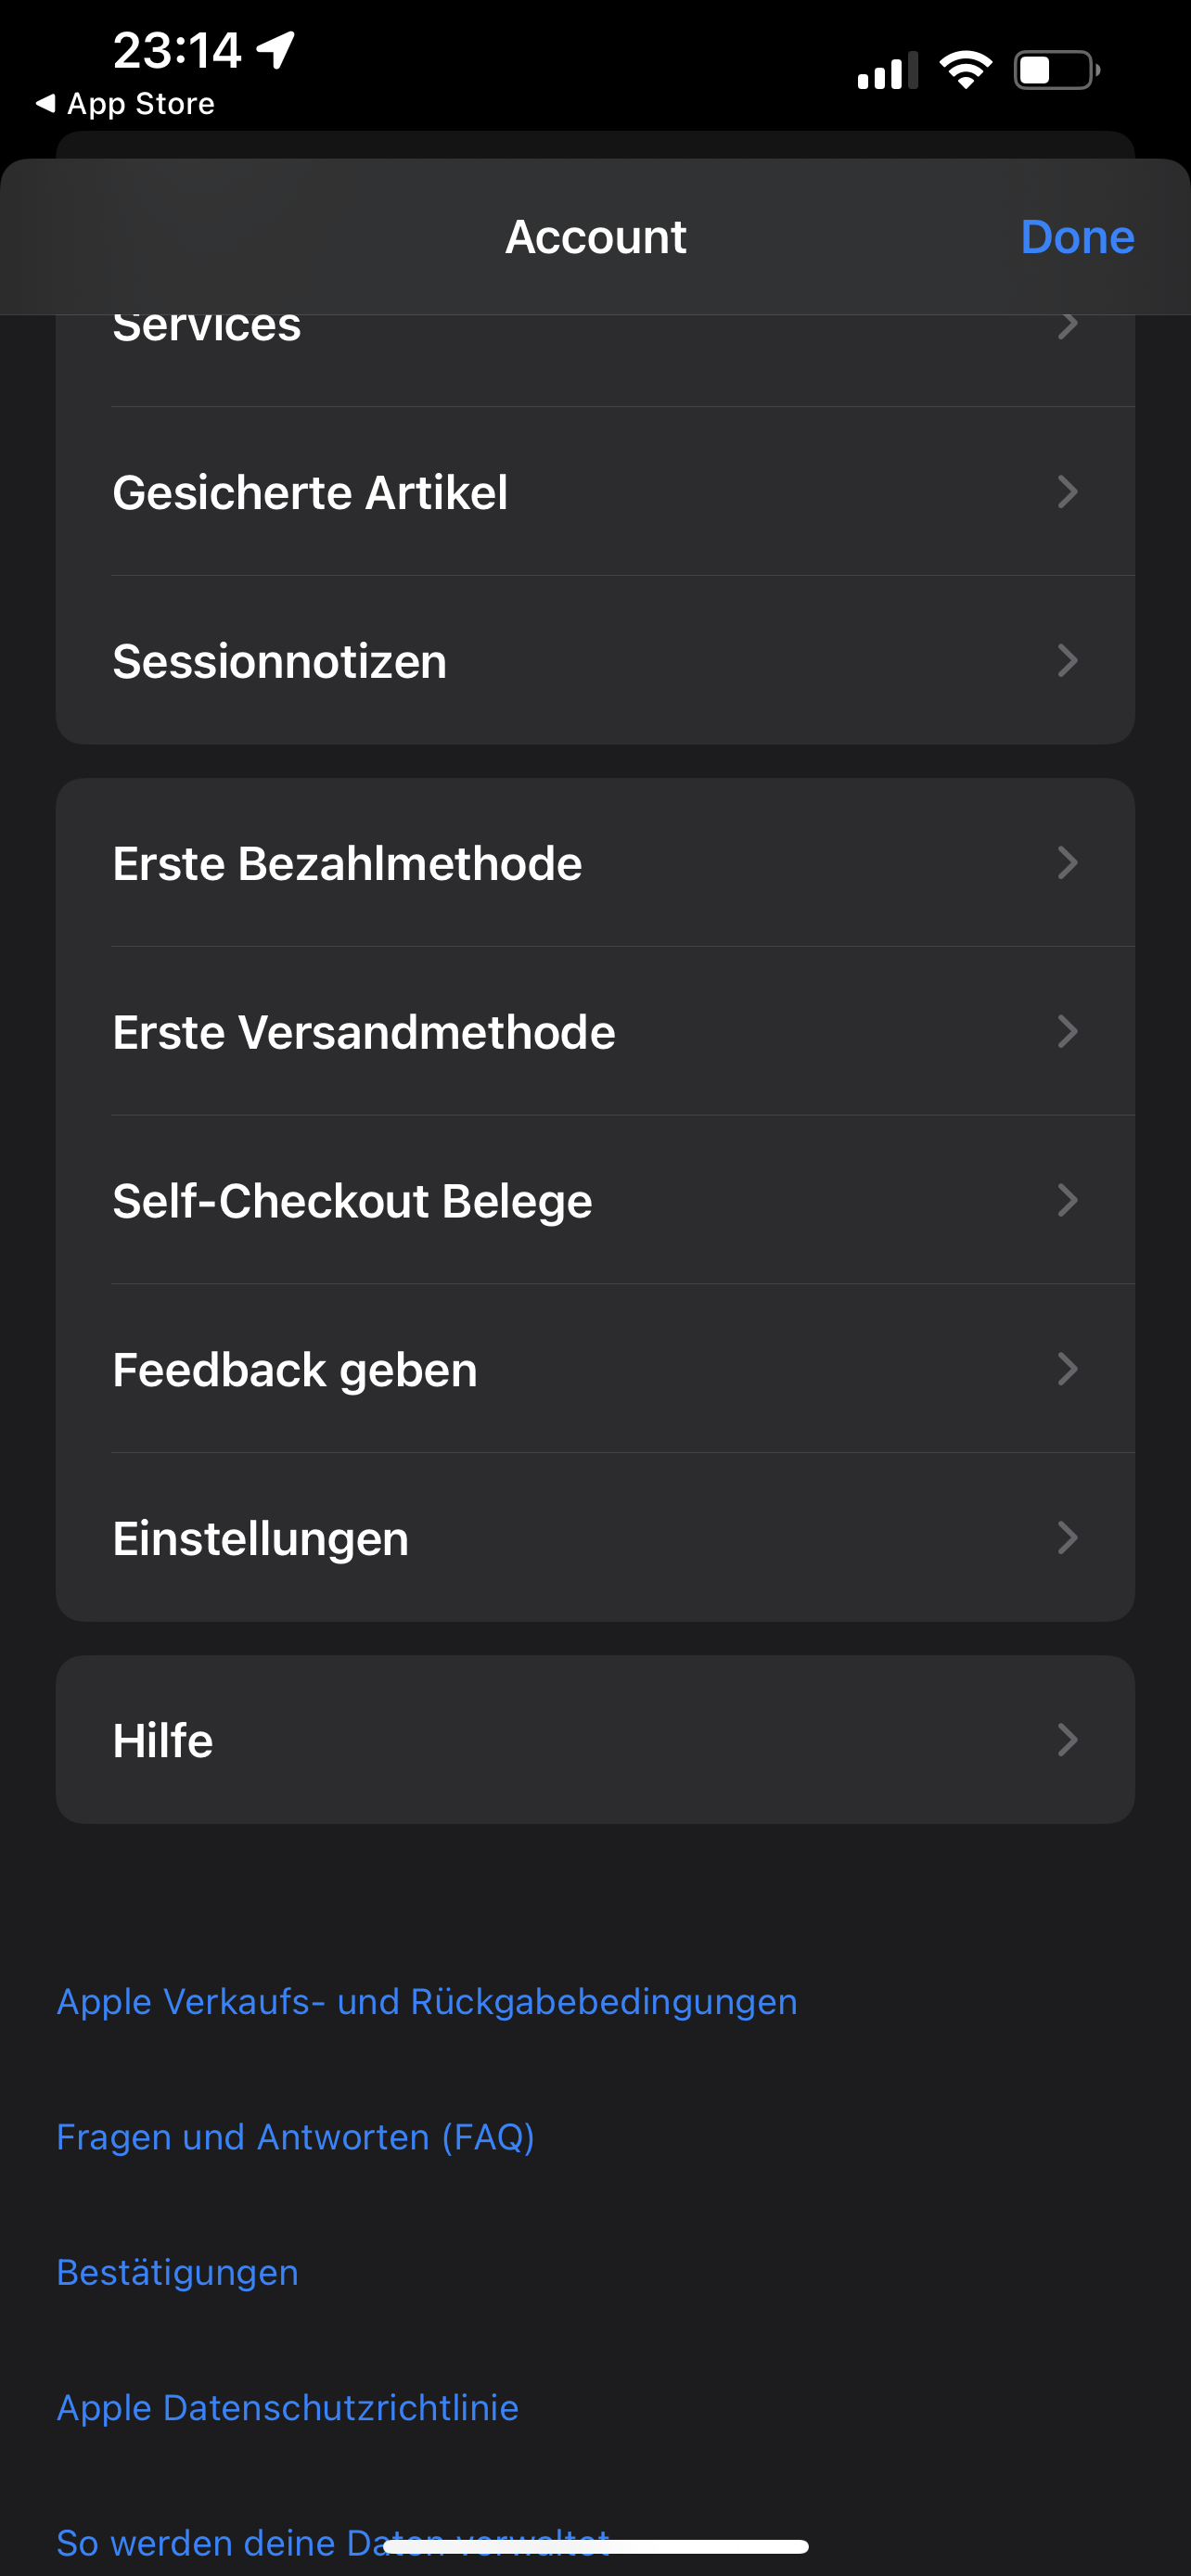 23:14
App Store
Account
Done
Services
Gesicherte Artikel
Sessionnotizen
Erste Bezahlmethode
Erste Versandmethode
Self-Checkout Belege
Feedback geben
Einstellungen
Hilfe
Apple Verkaufs- und Rückgabebedingungen
Fragen und Antworten (FAQ)
Bestätigungen
Apple Datenschutzrichtlinie
So werden deine Daten verwaltet